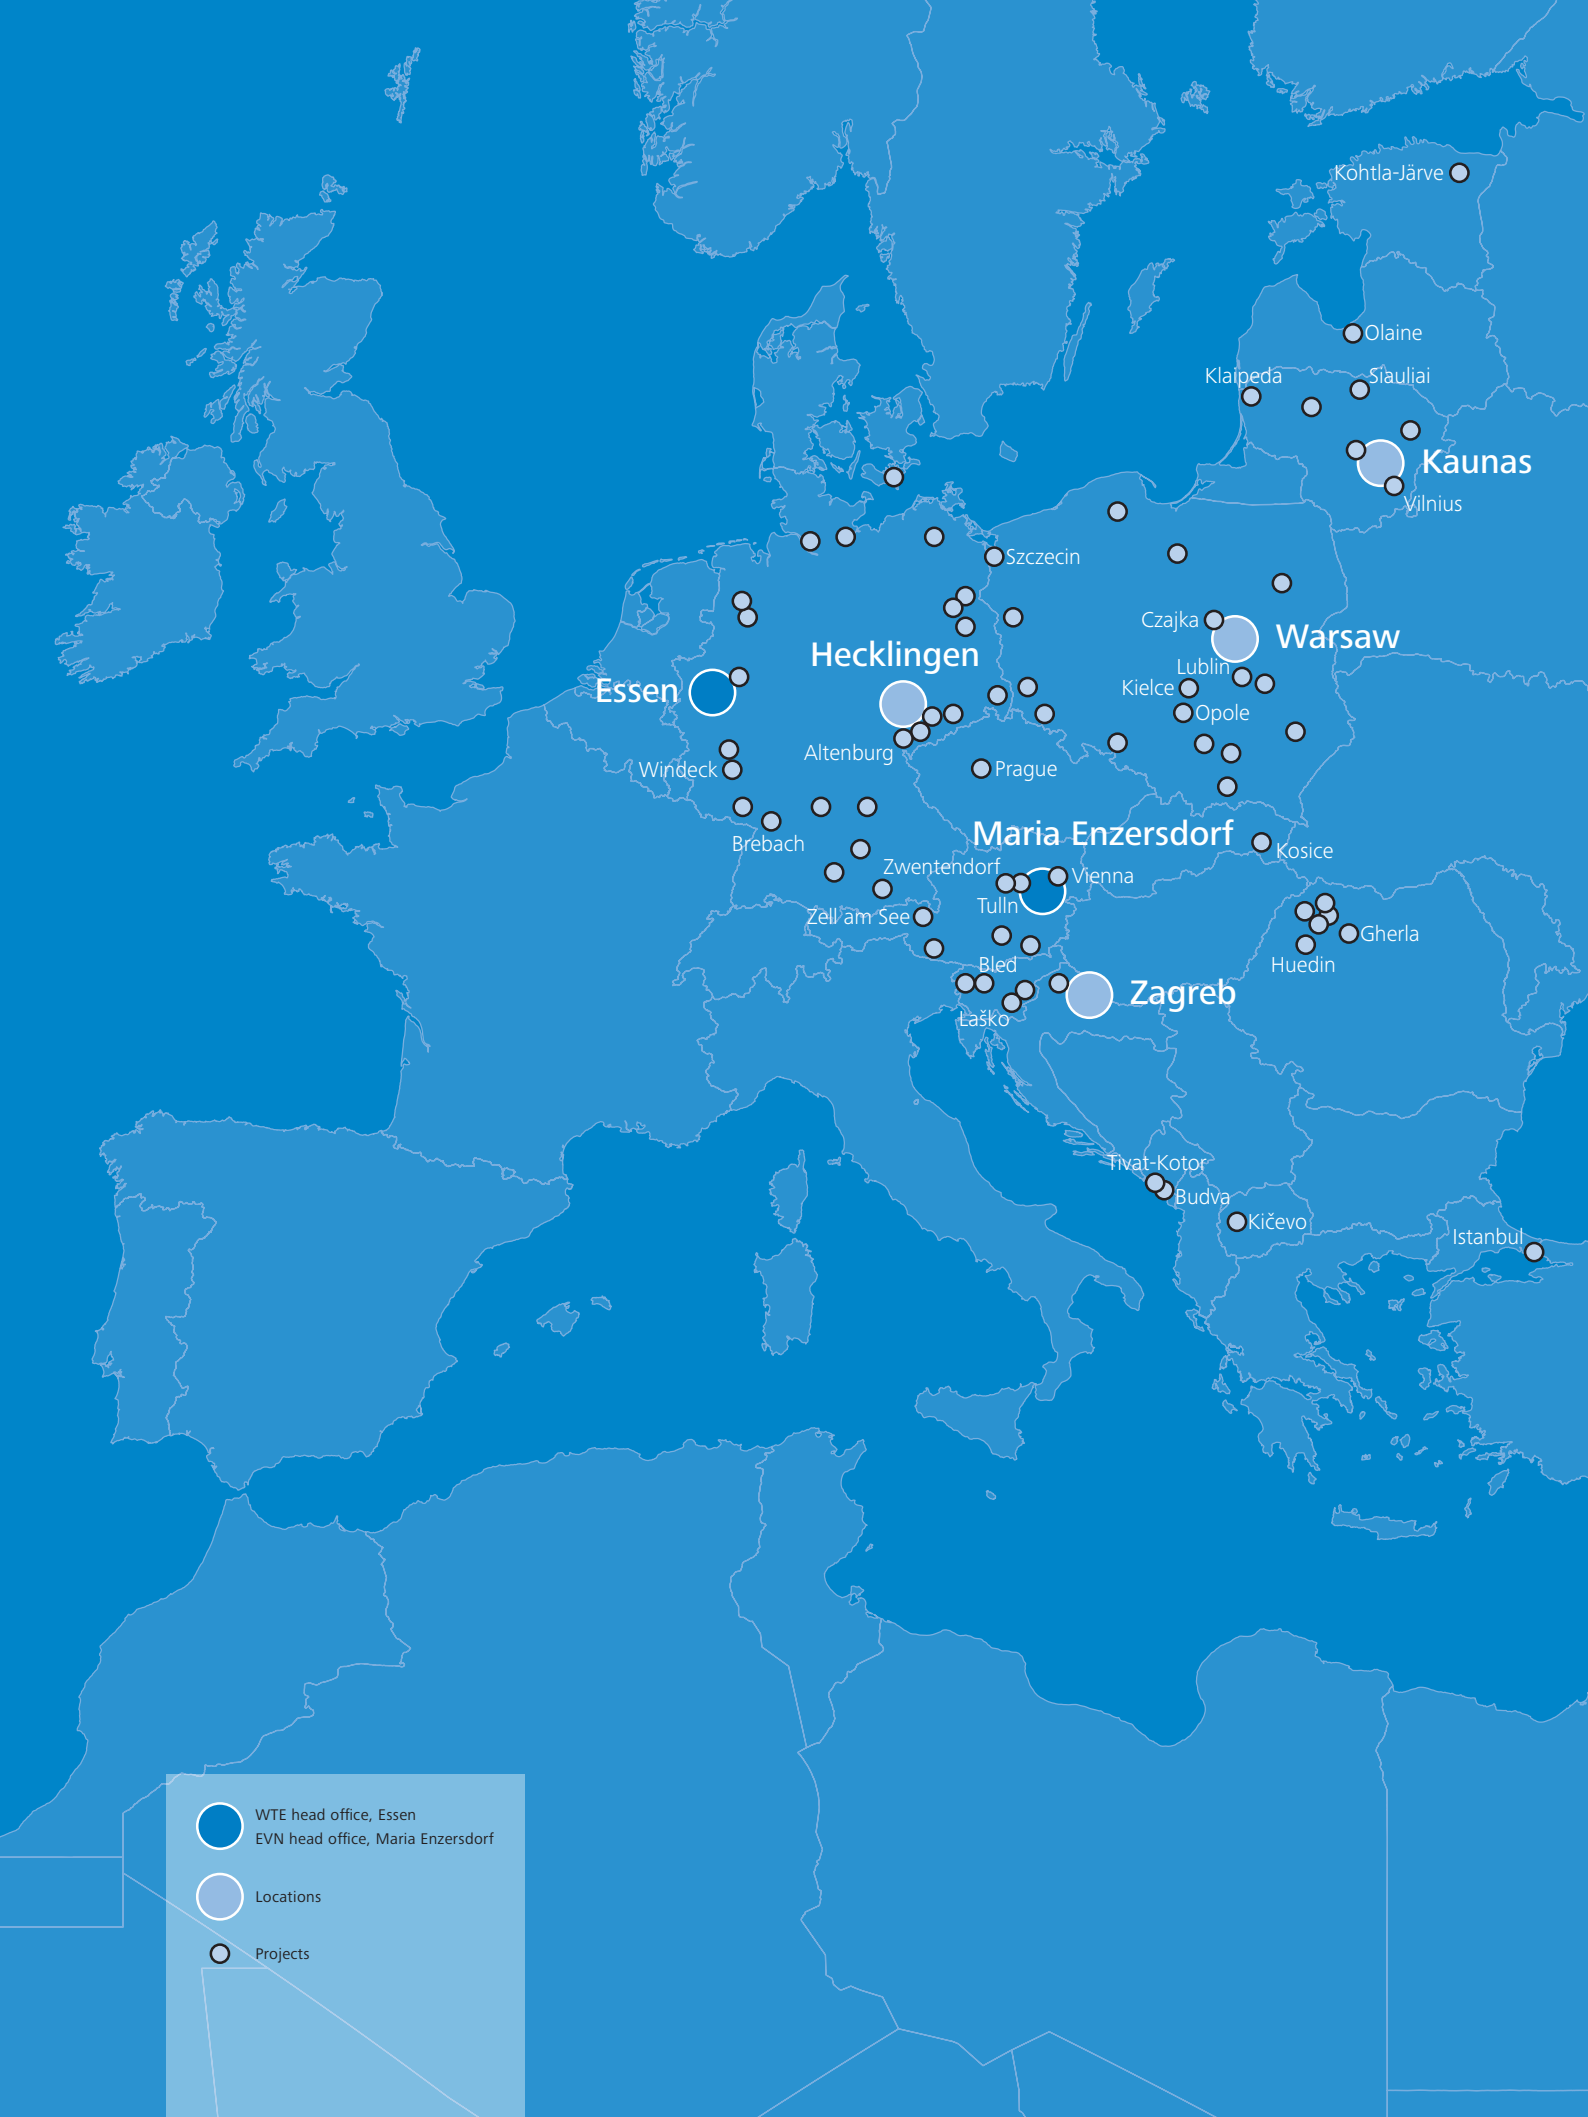 Kohtla-Järve
Olaine
Klaipeda
Siauliai
Kaunas
Vilnius
Szczecin
Czajka
Warsaw
Hecklingen
Lublin
Essen
Kielce
Opole
Altenburg
Windeck
Prague
Maria Enzersdorf
Brebach
Kosice
Zwentendorf
Vienna
Tulln
Zell am See
Gherla
Bled
Huedin
Zagreb
Laško
Tivat-Kotor
Budva
Kičevo
Istanbul
WTE head office, Essen
EVN head office, Maria Enzersdorf
Locations
Projects